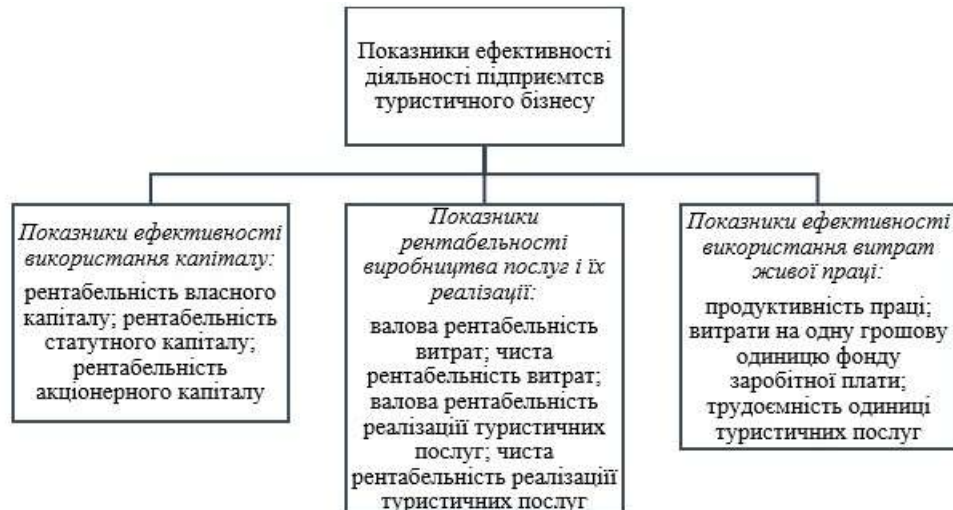 Показники ефективності
діяльності підприємтсв
туристичного бізнесу
Показники ефективності
використання капіталу:
рентабельність власного
капіталу; рентабельність
статутного капіталу;
рентабельність
акціонерного капіталу
Показники
рентабельності
виробництва послуг і їх
реалізації:
валова рентабельність
витрат; чиста
рентабельність витрат;
валова рентабельність
реалізаціїї туристичних
послуг; чиста
рентабельність реалізаціїї
туристичних послуг
Показники ефективності
використання витрат
живої праці:
продуктивність праці;
витрати на одну грошову
одиницю фонду
заробітної плати;
трудоємність одиниці
туристичних послуг